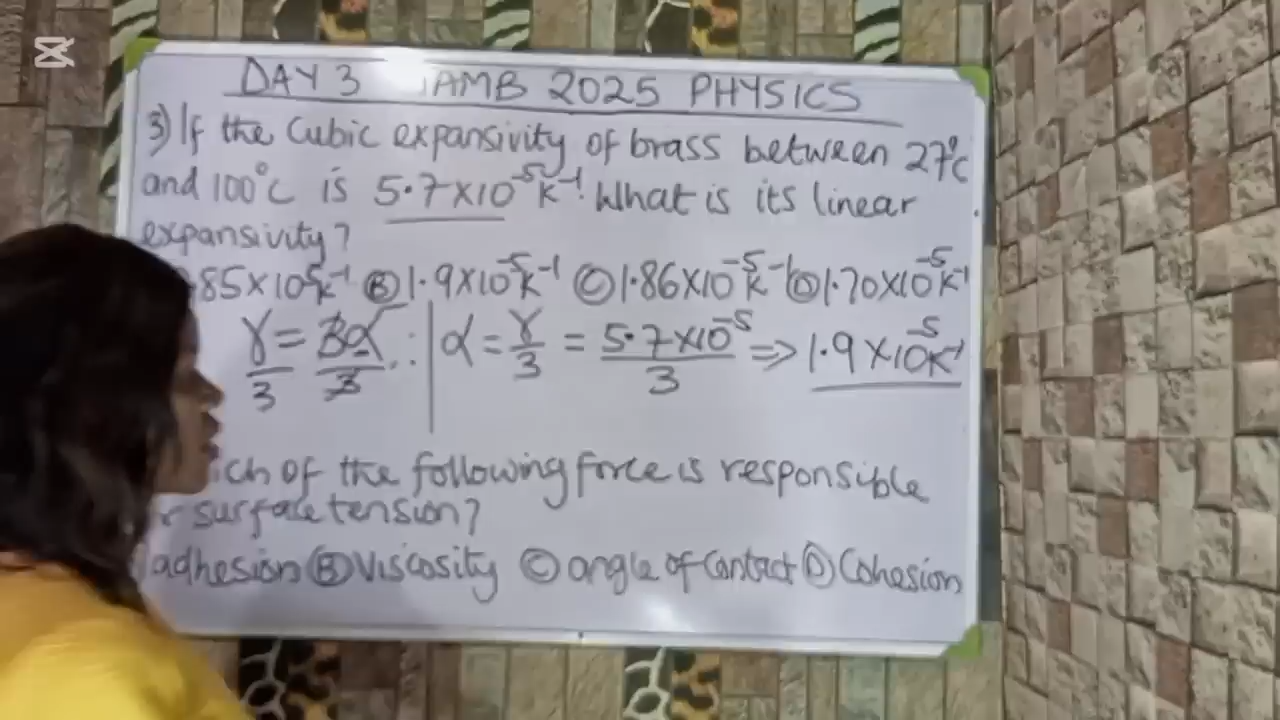 DAY 3 JAMB 2025 PHYSICS
3) If the Cubic expansivity of brass between 27°C
and 100°C is 5.7×10⁻⁵k⁻¹. What is its linear
expansivity?
85×10⁻⁵k⁻¹ (B) 1.9×10⁻⁵k⁻¹ (C) 1.86×10⁻⁵k⁻¹ (D) 1.70×10⁻⁵k⁻¹
γ/3 = 3α/3 ∴ | α = γ/3 = 5.7×10⁻⁵/3 => 1.9×10⁻⁵k⁻¹
of the following force is responsible
surface tension?
adhesion (B) Viscosity (C) angle of Contact (D) Cohesion